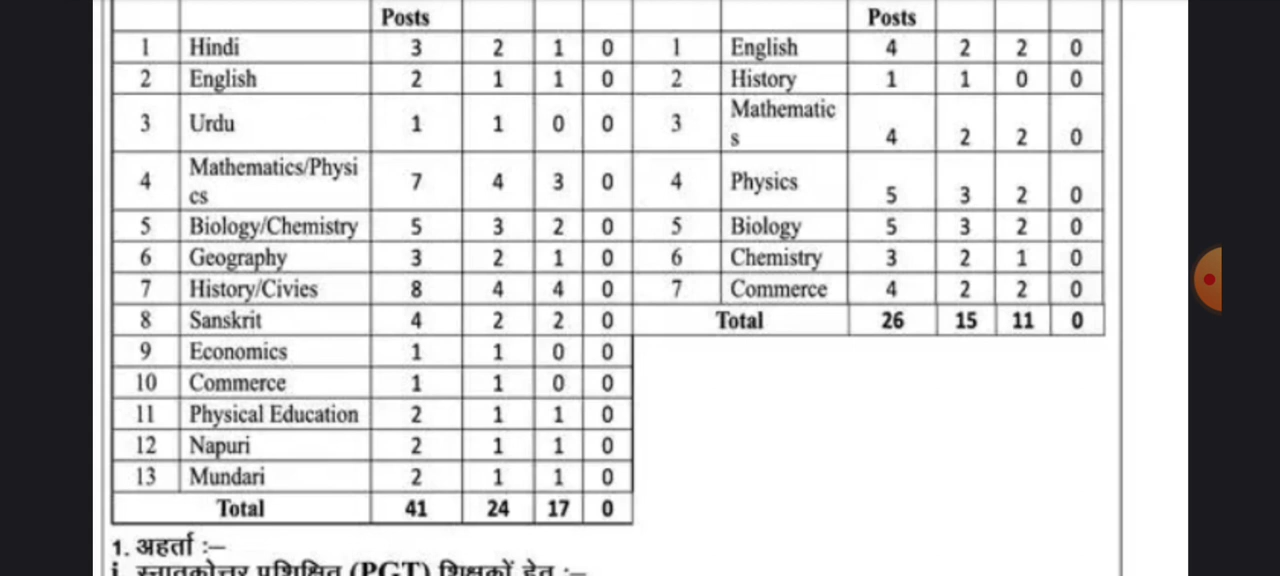 Posts Posts
1 Hindi 3 2 1 0 1 English 4 2 2 0
2 English 2 1 1 0 2 History 1 1 0 0
3 Urdu 1 1 0 0 3 Mathematic
s 4 2 2 0
4 Mathematics/Physi
cs 7 4 3 0 4 Physics 5 3 2 0
5 Biology/Chemistry 5 3 2 0 5 Biology 5 3 2 0
6 Geography 3 2 1 0 6 Chemistry 3 2 1 0
7 History/Civies 8 4 4 0 7 Commerce 4 2 2 0
8 Sanskrit 4 2 2 0 Total 26 15 11 0
9 Economics 1 1 0 0
10 Commerce 1 1 0 0
11 Physical Education 2 1 1 0
12 Napuri 2 1 1 0
13 Mundari 2 1 1 0
Total 41 24 17 0
1. अहर्ता :–
i. स्नातकोत्तर प्रशिक्षित (PGT) शिक्षकों हेतु :–